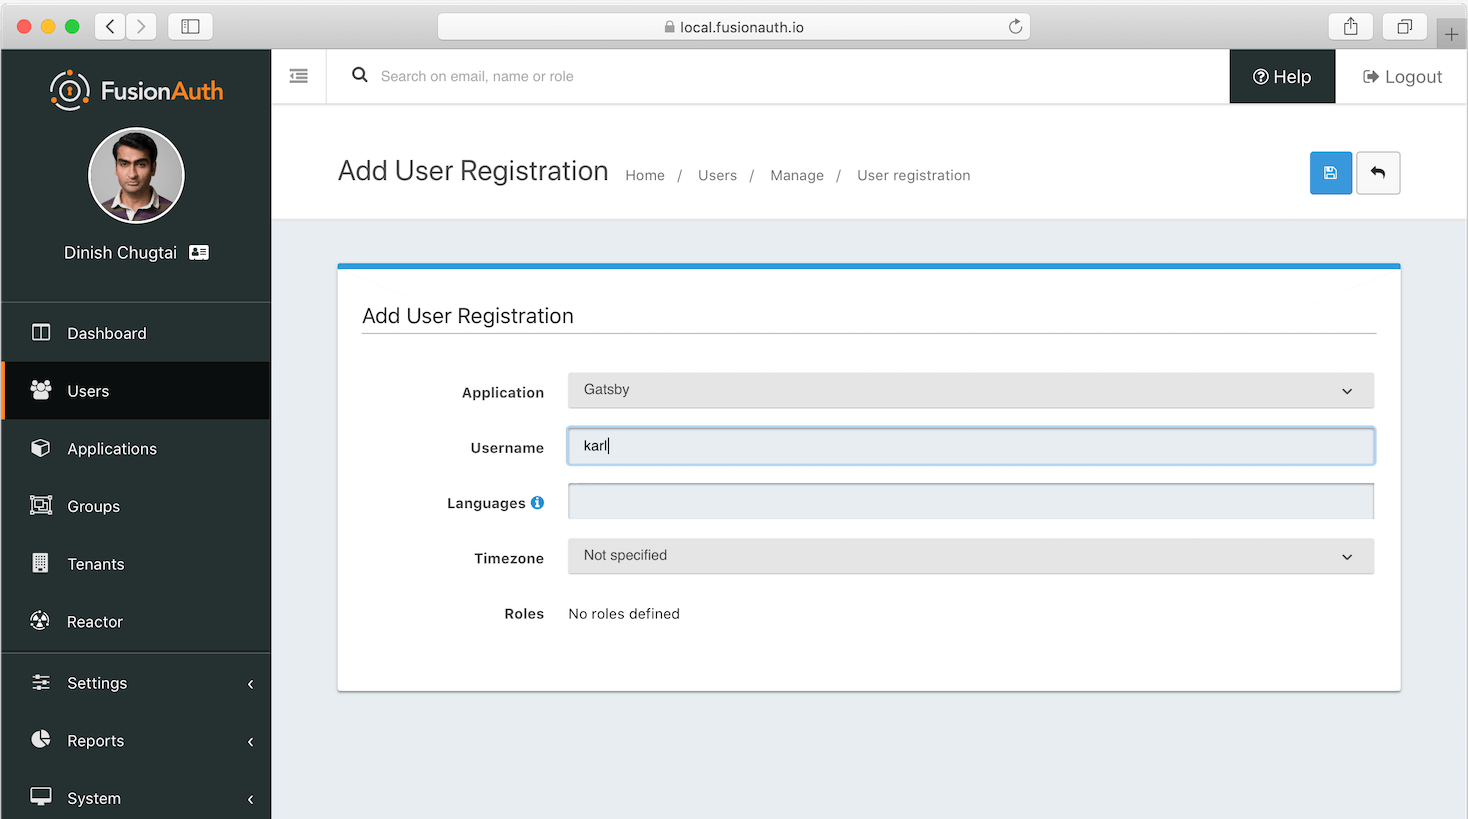 local.fusionauth.io
FusionAuth
Search on email, name or role
Help
Logout
Dinish Chugtai
Add User Registration
Home / Users / Manage / User registration
Dashboard
Users
Applications
Groups
Tenants
Reactor
Settings
Reports
System
Add User Registration
Application Gatsby
Username karl
Languages
Timezone Not specified
Roles No roles defined